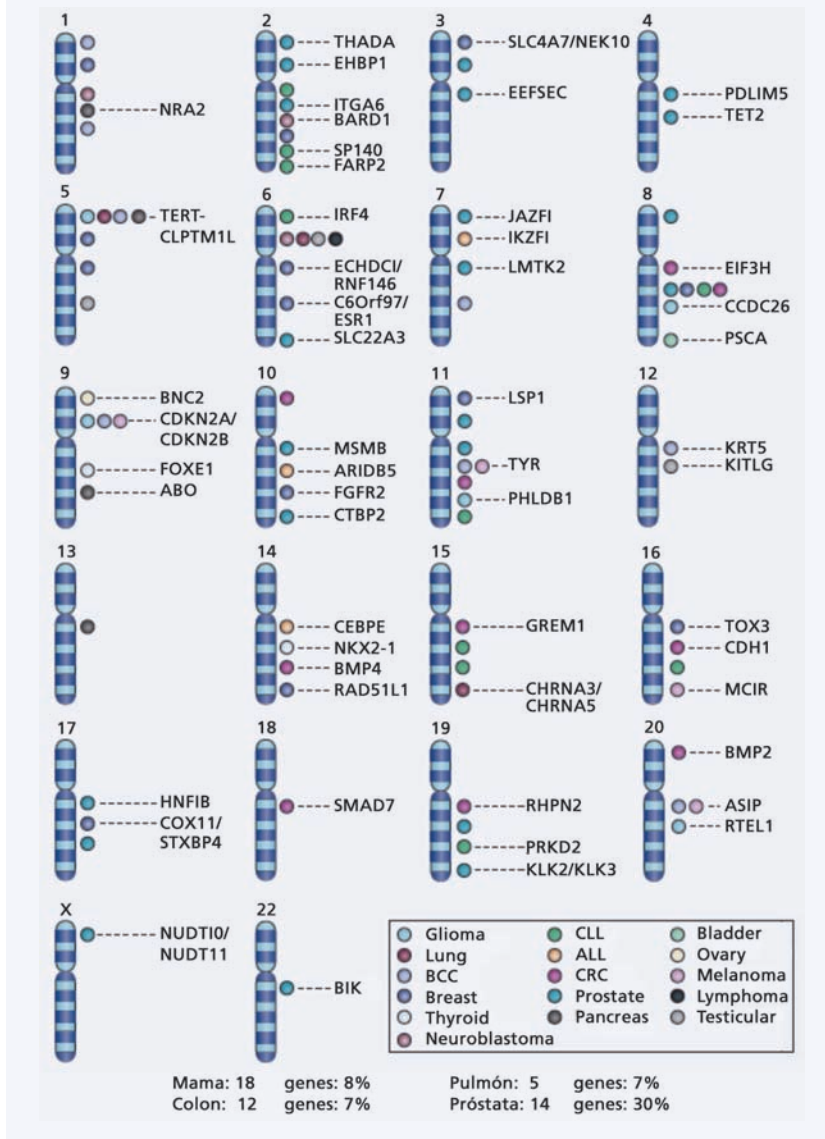 1
2
3
4
THADA
EHBP1
ITGA6
BARD1
SP140
FARP2
NRA2
SLC4A7/NEK10
EEFSEC
PDLIM5
TET2
5
6
7
8
TERT-
CLPTM1L
IRF4
ECHDCI/
RNF146
C6Orf97/
ESR1
SLC22A3
JAZFI
IKZFI
LMTK2
EIF3H
CCDC26
PSCA
9
10
11
12
BNC2
CDKN2A/
CDKN2B
FOXE1
ABO
MSMB
ARIDB5
FGFR2
CTBP2
LSP1
TYR
PHLDB1
KRT5
KITLG
13
14
15
16
CEBPE
NKX2-1
BMP4
RAD51L1
GREM1
CHRNA3/
CHRNA5
TOX3
CDH1
MCIR
17
18
19
20
HNFIB
COX11/
STXBP4
SMAD7
RHPN2
PRKD2
KLK2/KLK3
BMP2
ASIP
RTEL1
X
22
NUDTI0/
NUDT11
BIK
Glioma
Lung
BCC
Breast
Thyroid
Neuroblastoma
CLL
ALL
CRC
Prostate
Pancreas
Bladder
Ovary
Melanoma
Lymphoma
Testicular
Mama: 18 genes: 8% Pulmón: 5 genes: 7%
Colon: 12 genes: 7% Próstata: 14 genes: 30%